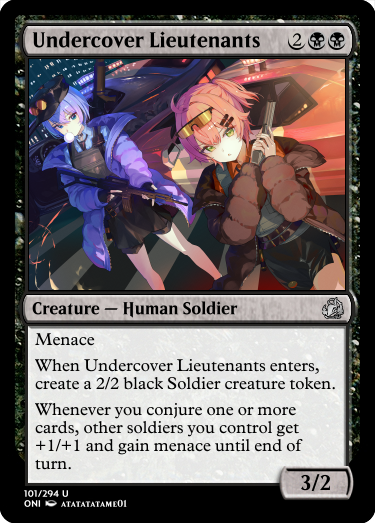 Undercover Lieutenants 2
Creature — Human Soldier
Menace
When Undercover Lieutenants enters,
create a 2/2 black Soldier creature token.
Whenever you conjure one or more
cards, other soldiers you control get
+1/+1 and gain menace until end of
turn.
3/2
101/294 U
ONI ATATATATAME01